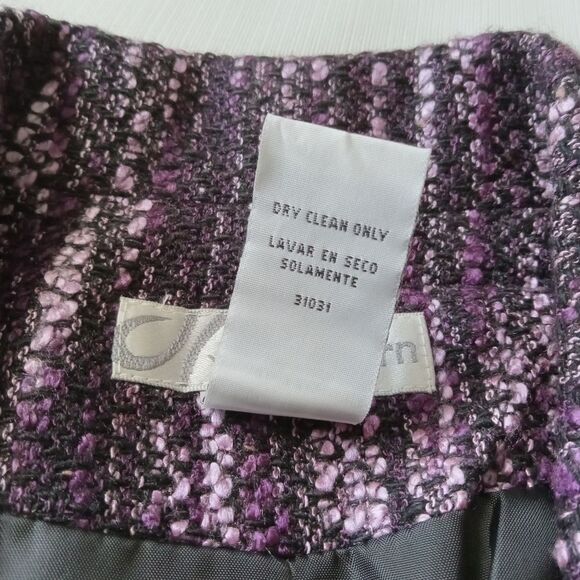 DRY CLEAN ONLY
LAVAR EN SECO
SOLAMENTE
31031